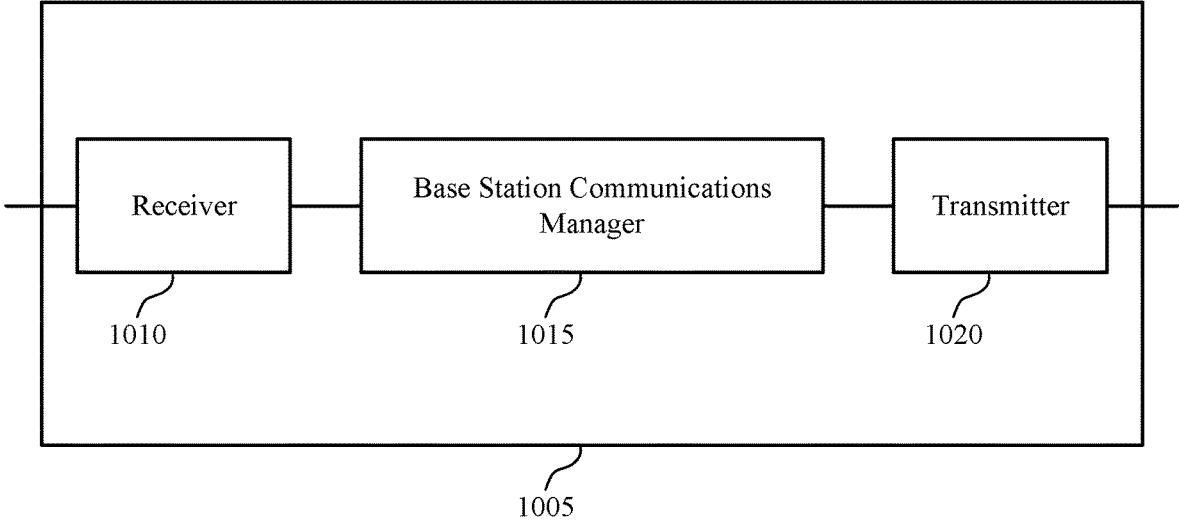 Receiver
Base Station Communications
Manager
Transmitter
1010
1015
1020
1005